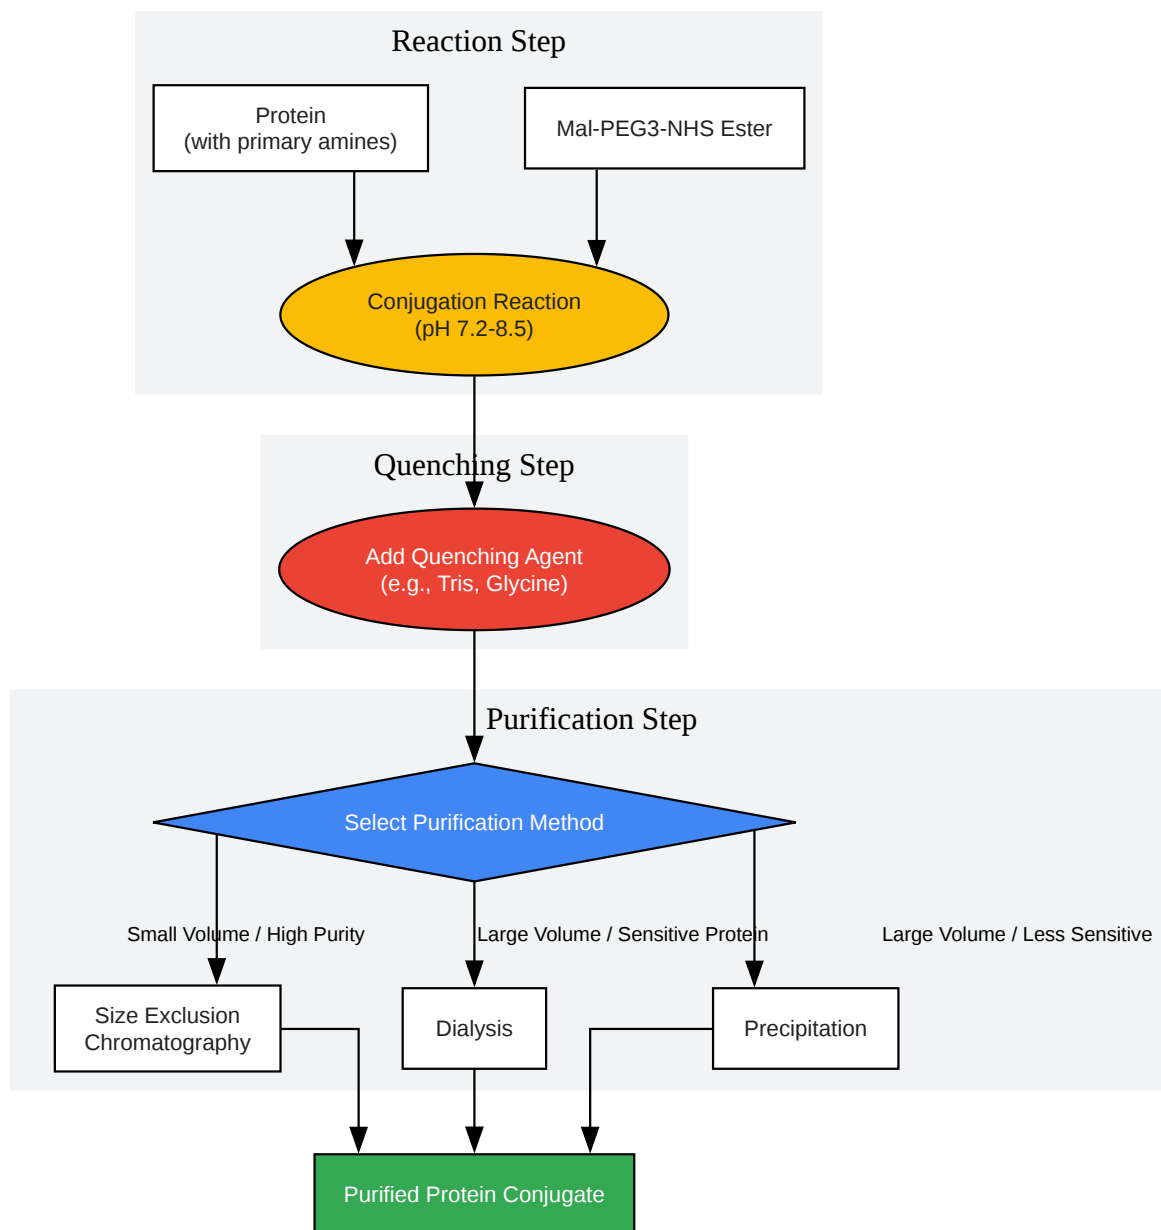 Reaction Step
Protein
(with primary amines)
Mal-PEG3-NHS Ester
Conjugation Reaction
(pH 7.2-8.5)
Quenching Step
Add Quenching Agent
(e.g., Tris, Glycine)
Purification Step
Select Purification Method
Small Volume / High Purity
Large Volume / Sensitive Protein
Large Volume / Less Sensitive
Size Exclusion
Chromatography
Dialysis
Precipitation
Purified Protein Conjugate